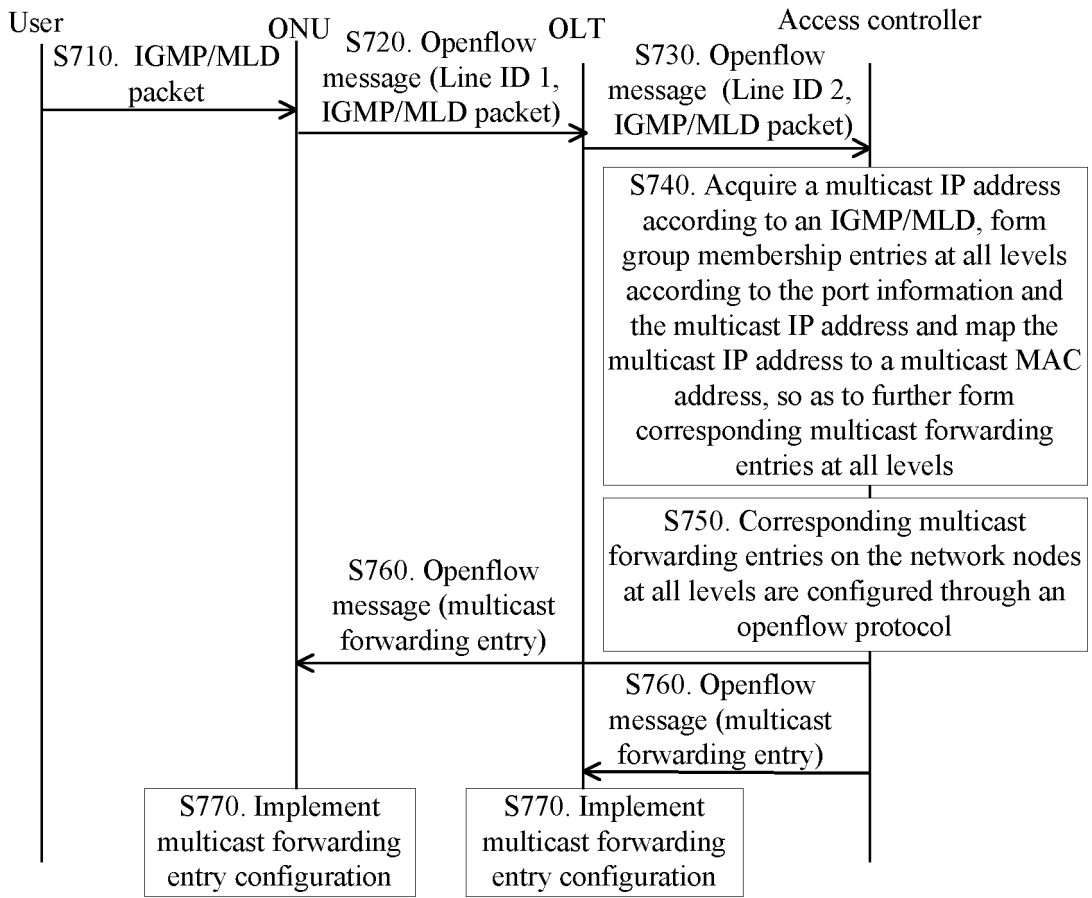 User
ONU
OLT
Access controller
S710. IGMP/MLD
packet
S720. Openflow
message (Line ID 1,
IGMP/MLD packet)
S730. Openflow
message (Line ID 2,
IGMP/MLD packet)
S740. Acquire a multicast IP address
according to an IGMP/MLD, form
group membership entries at all levels
according to the port information and
the multicast IP address and map the
multicast IP address to a multicast MAC
address, so as to further form
corresponding multicast forwarding
entries at all levels
S750. Corresponding multicast
forwarding entries on the network nodes
at all levels are configured through an
openflow protocol
S760. Openflow
message (multicast
forwarding entry)
S760. Openflow
message (multicast
forwarding entry)
S770. Implement
multicast forwarding
entry configuration
S770. Implement
multicast forwarding
entry configuration